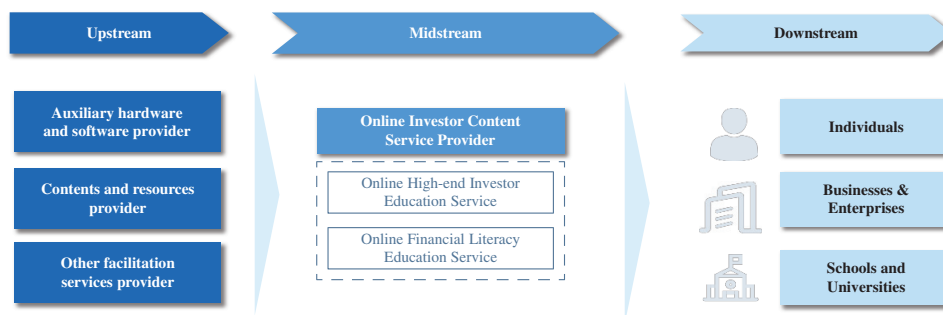 Upstream
Midstream
Downstream
Auxiliary hardware
and software provider
Contents and resources
provider
Other facilitation
services provider
Online Investor Content
Service Provider
Online High-end Investor
Education Service
Online Financial Literacy
Education Service
Individuals
Businesses &
Enterprises
Schools and
Universities